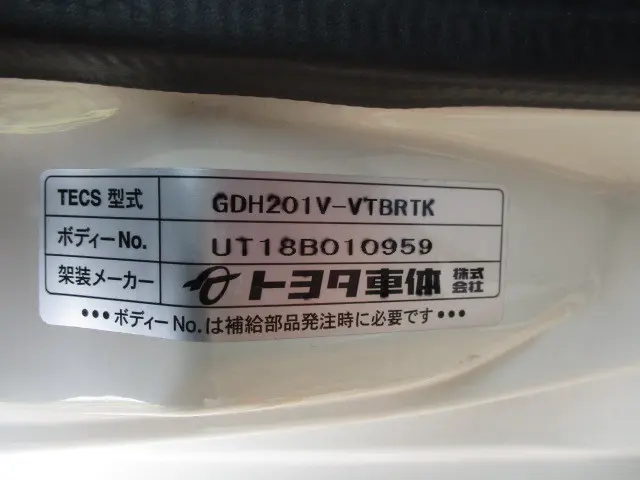 TECS 型式 GDH201V-VTBRTK
ボディーNo. UT18B010959
架装メーカー トヨタ車体 株式会社
•••ボディーNo.は補給部品発注時に必要です•••